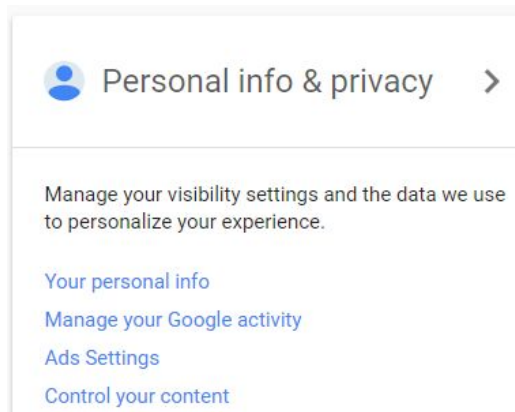 Personal info & privacy
Manage your visibility settings and the data we use
to personalize your experience.
Your personal info
Manage your Google activity
Ads Settings
Control your content